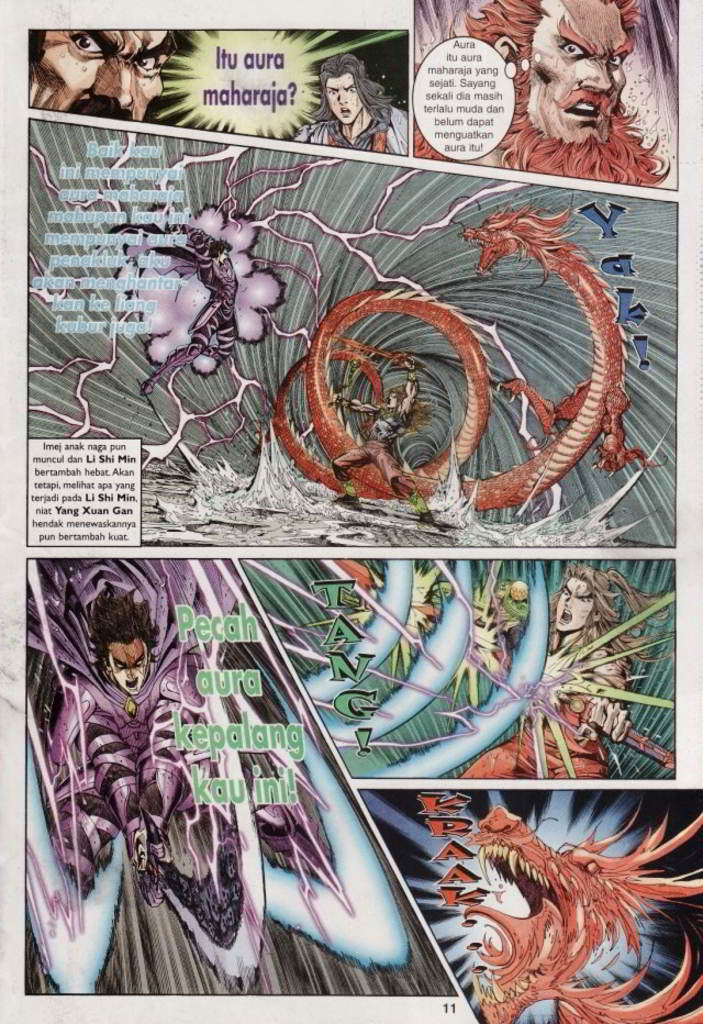 Itu aura
maharaja?
Aura
itu aura
maharaja yang
sejati. Sayang
sekali dia masih
terlalu muda dan
belum dapat
menguatkan
aura itu!
Baik kau
ini mempunyai
aura maharaja
mahupun kau ini
mempunyai aura
penakluk, aku
akan menghantar-
kan ke liang
kubur juga!
Yak!
Imej anak naga pun
muncul dan Li Shi Min
bertambah hebat. Akan
tetapi, melihat apa yang
terjadi pada Li Shi Min,
niat Yang Xuan Gan
hendak menewaskannya
pun bertambah kuat.
Pecah
aura
kepalang
kau ini!
TANG!
KRAAK...!
11